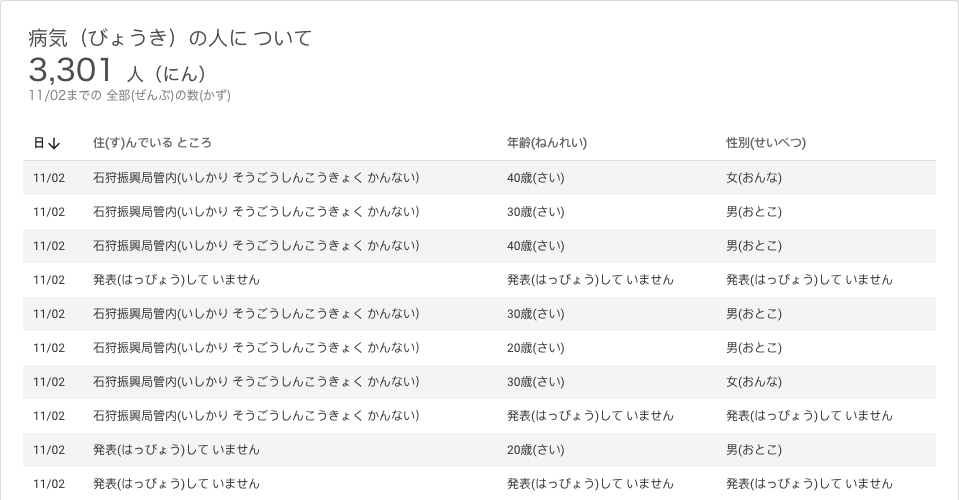 病気（びょうき）の人に ついて
3,301 人（にん）
11/02までの 全部(ぜんぶ)の数(かず)
日↓ 住(す)んでいる ところ 年齢(ねんれい) 性別(せいべつ)
11/02 石狩振興局管内(いしかり そうごうしんこうきょく かんない) 40歳(さい) 女(おんな)
11/02 石狩振興局管内(いしかり そうごうしんこうきょく かんない) 30歳(さい) 男(おとこ)
11/02 石狩振興局管内(いしかり そうごうしんこうきょく かんない) 40歳(さい) 男(おとこ)
11/02 発表(はっぴょう)して いません 発表(はっぴょう)して いません 発表(はっぴょう)して いません
11/02 石狩振興局管内(いしかり そうごうしんこうきょく かんない) 30歳(さい) 男(おとこ)
11/02 石狩振興局管内(いしかり そうごうしんこうきょく かんない) 20歳(さい) 男(おとこ)
11/02 石狩振興局管内(いしかり そうごうしんこうきょく かんない) 30歳(さい) 女(おんな)
11/02 石狩振興局管内(いしかり そうごうしんこうきょく かんない) 発表(はっぴょう)して いません 発表(はっぴょう)して いません
11/02 発表(はっぴょう)して いません 20歳(さい) 男(おとこ)
11/02 発表(はっぴょう)して いません 発表(はっぴょう)して いません 発表(はっぴょう)して いません